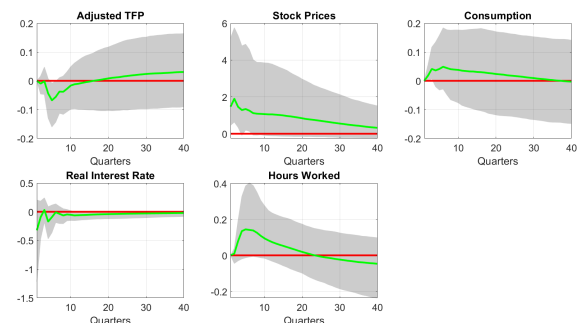 Adjusted TFP
0.2
0.1
0
-0.1
-0.2
10 20 30 40
Quarters
Stock Prices
6
4
2
0
10 20 30 40
Quarters
Consumption
0.2
0.1
0
-0.1
-0.2
10 20 30 40
Quarters
Real Interest Rate
0.5
0
-0.5
-1
-1.5
10 20 30 40
Quarters
Hours Worked
0.4
0.2
0
-0.2
10 20 30 40
Quarters